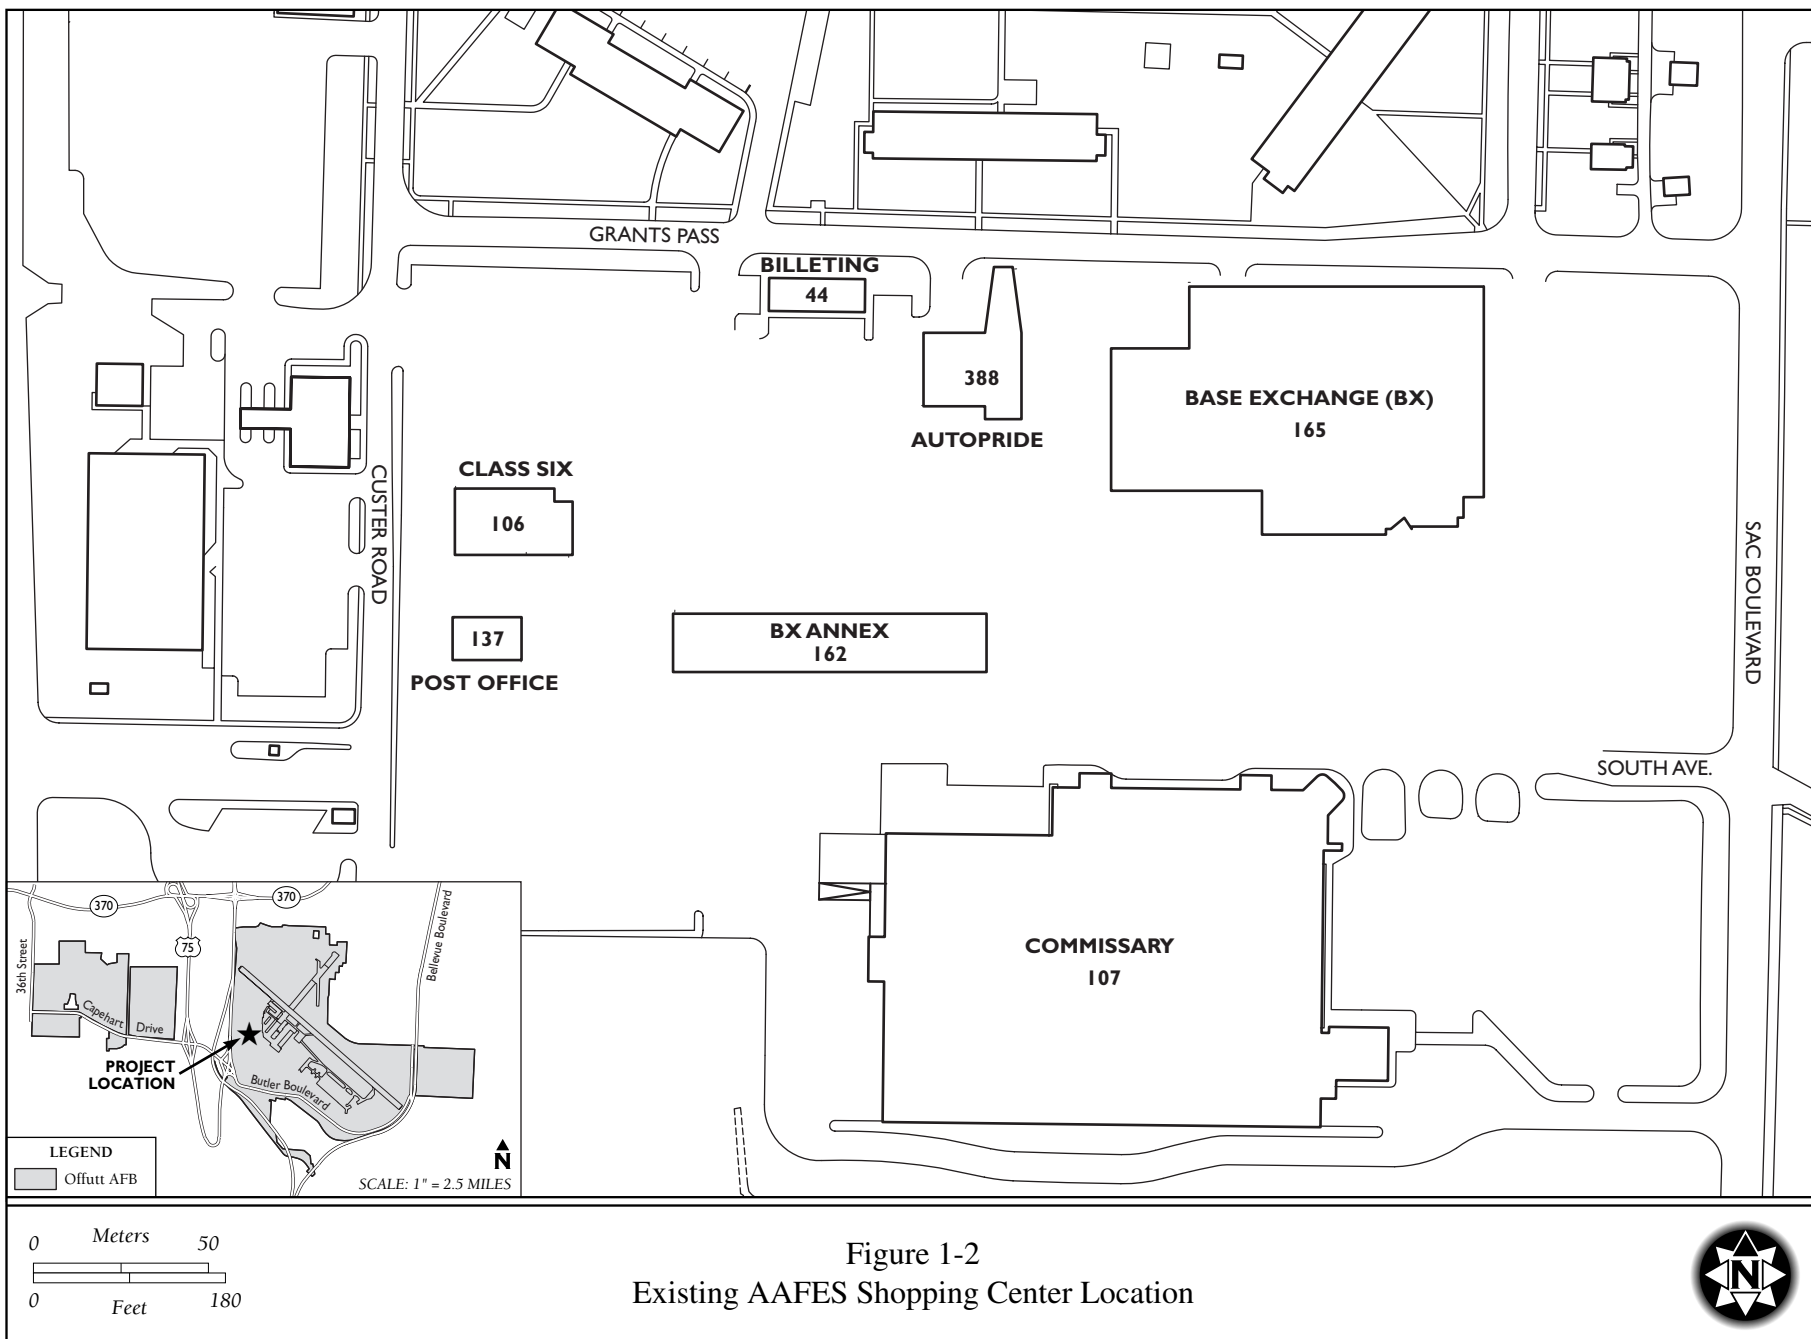 GRANTS PASS
BILLETING
44
388
AUTOPRIDE
BASE EXCHANGE (BX)
165
CLASS SIX
106
CUSTER ROAD
SAC BOULEVARD
137
POST OFFICE
BX ANNEX
162
SOUTH AVE.
COMMISSARY
107
370
370
75
36th Street
Bellevue Boulevard
Capehart Drive
PROJECT
LOCATION
Butler Boulevard
LEGEND
Offutt AFB
N
SCALE: 1" = 2.5 MILES
Meters
0 50
0 180
Feet
Figure 1-2
Existing AAFES Shopping Center Location
N